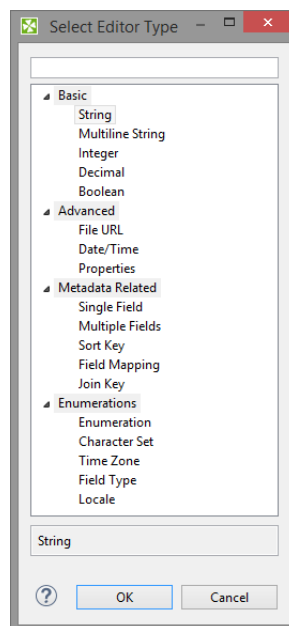 Select Editor Type
Basic
String
Multiline String
Integer
Decimal
Boolean
Advanced
File URL
Date/Time
Properties
Metadata Related
Single Field
Multiple Fields
Sort Key
Field Mapping
Join Key
Enumerations
Enumeration
Character Set
Time Zone
Field Type
Locale
String
OK Cancel